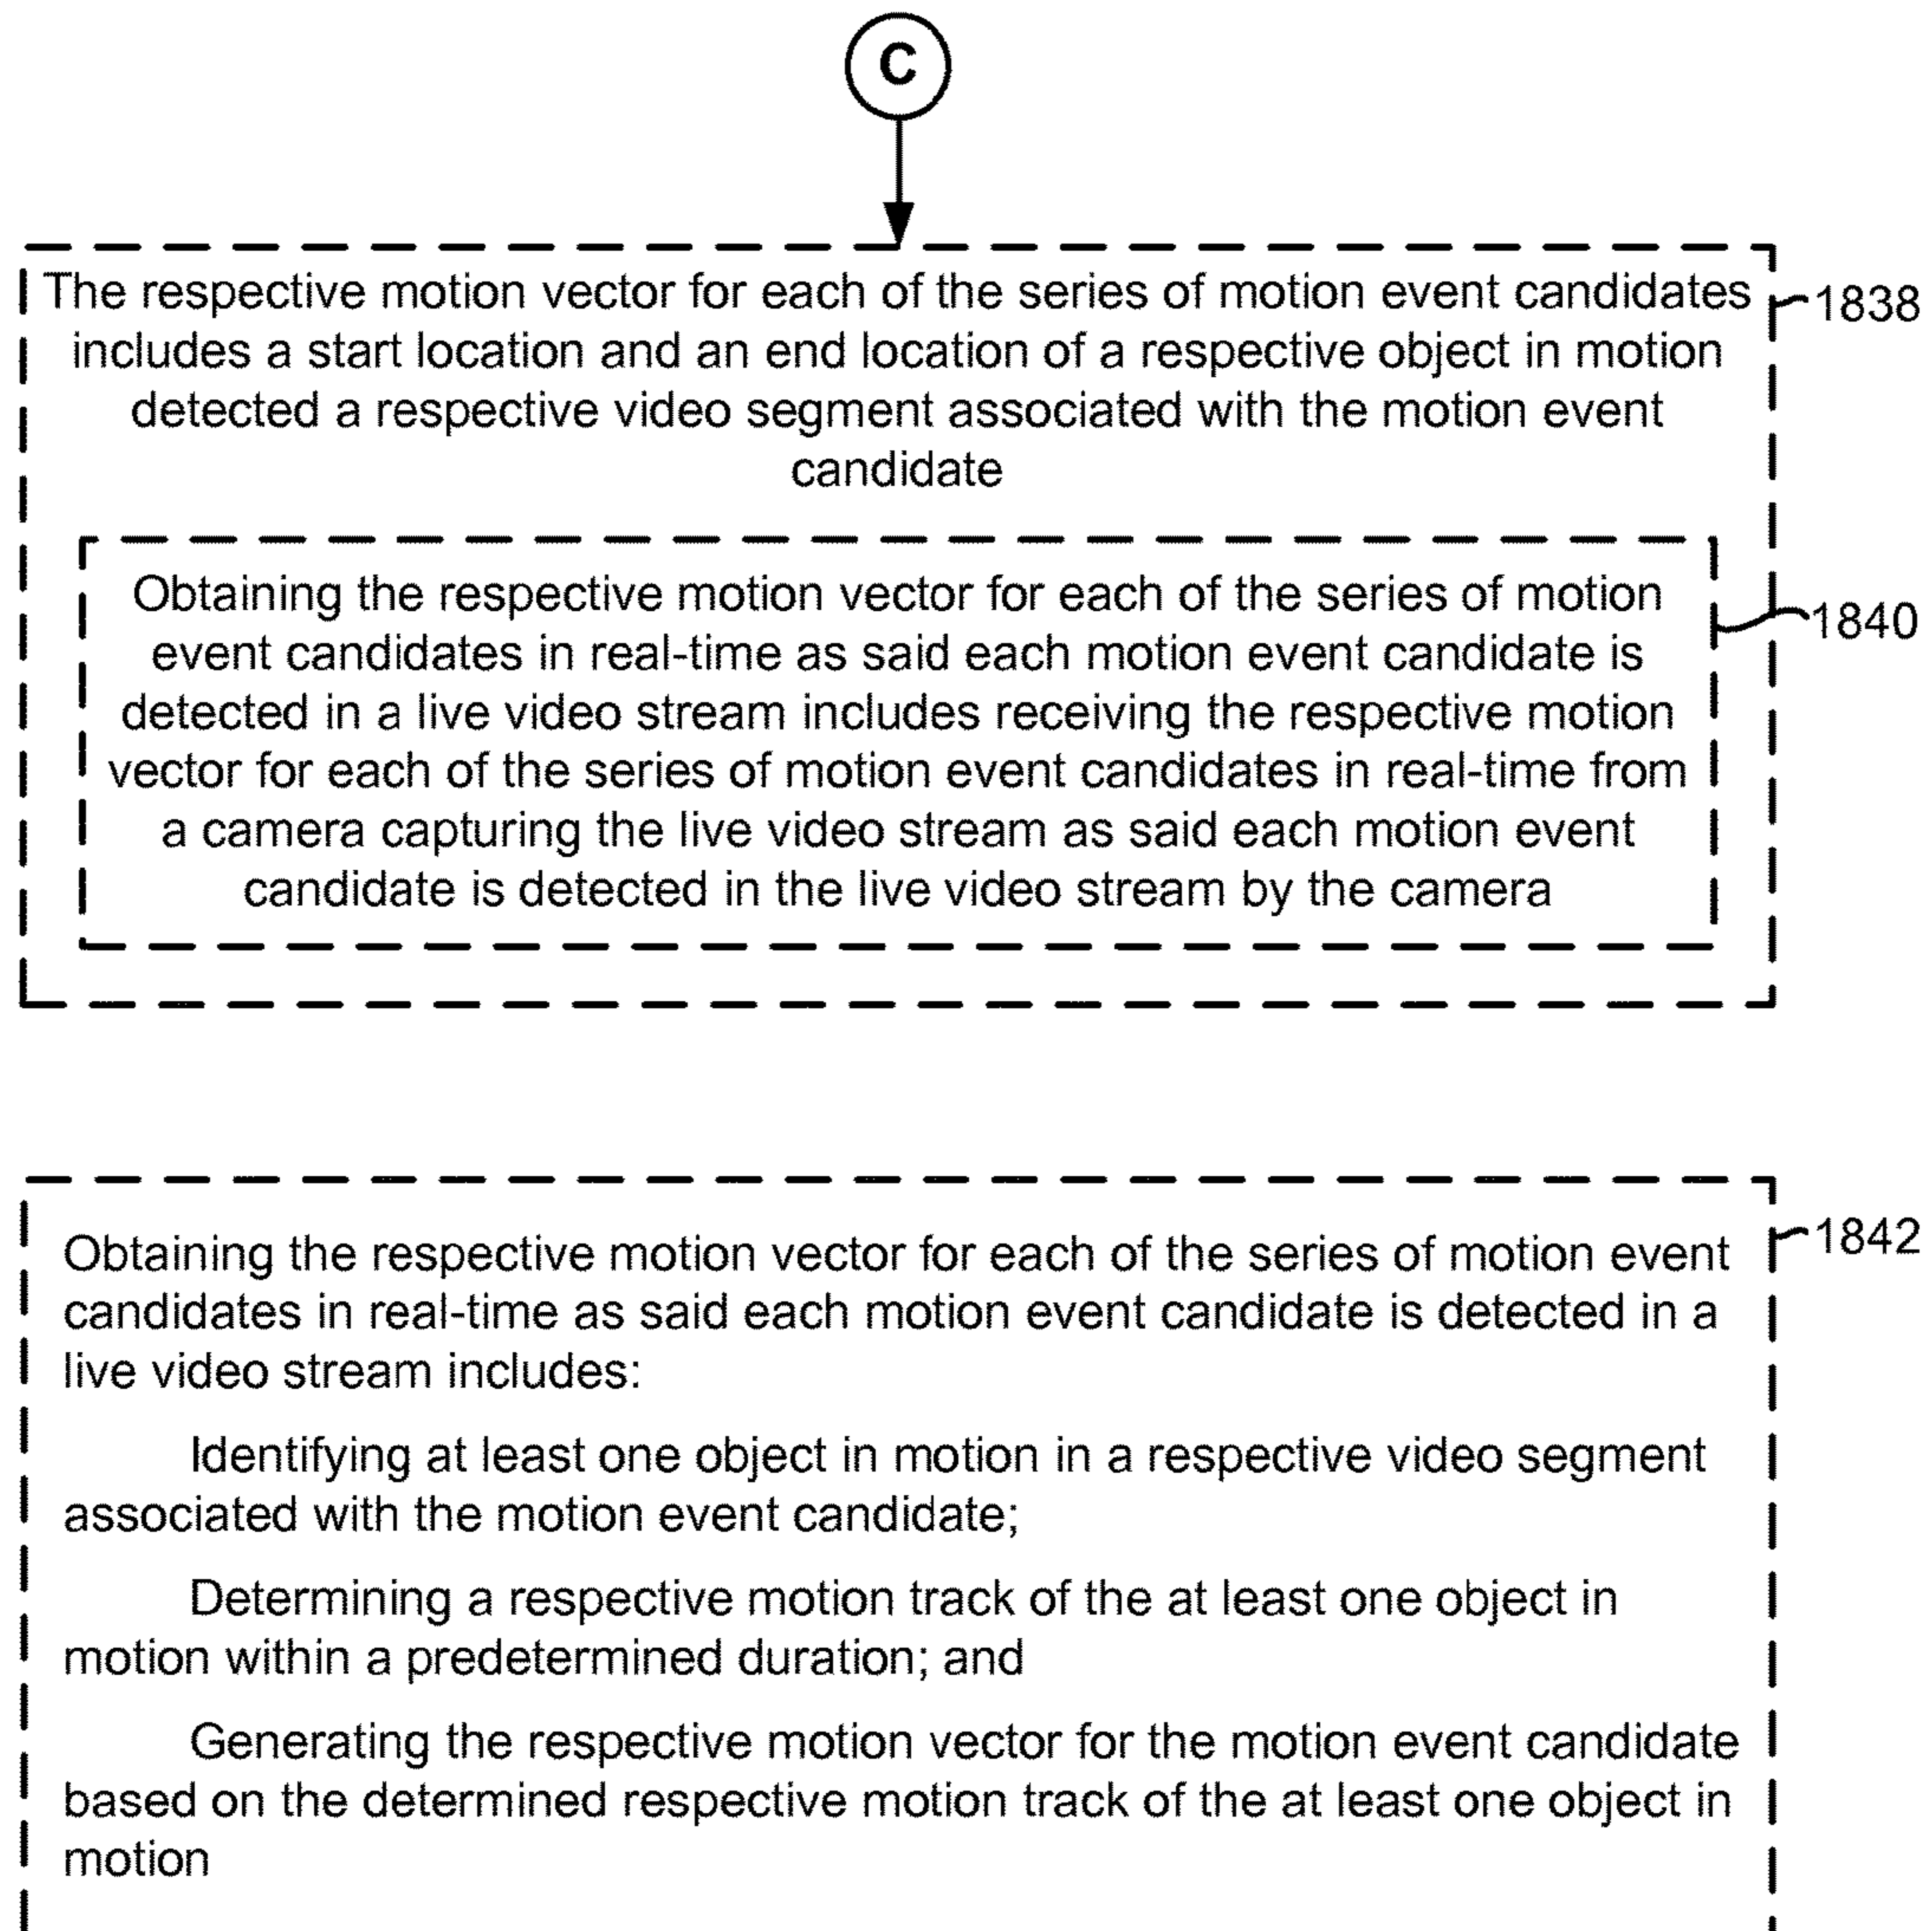 C
The respective motion vector for each of the series of motion event candidates
includes a start location and an end location of a respective object in motion
detected a respective video segment associated with the motion event
candidate
1838
Obtaining the respective motion vector for each of the series of motion
event candidates in real-time as said each motion event candidate is
detected in a live video stream includes receiving the respective motion
vector for each of the series of motion event candidates in real-time from
a camera capturing the live video stream as said each motion event
candidate is detected in the live video stream by the camera
1840
Obtaining the respective motion vector for each of the series of motion event
candidates in real-time as said each motion event candidate is detected in a
live video stream includes:
1842
Identifying at least one object in motion in a respective video segment
associated with the motion event candidate;
Determining a respective motion track of the at least one object in
motion within a predetermined duration; and
Generating the respective motion vector for the motion event candidate
based on the determined respective motion track of the at least one object in
motion